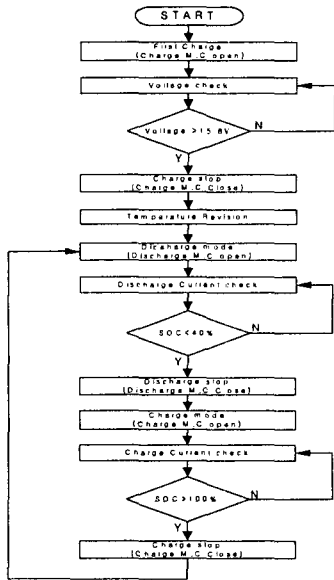 START
First Charge
(Charge M.C open)
Voltage check
Voltage >15.8V
N
Y
Charge stop
(Charge M.C Close)
Temperature Revision
Dicaharge mode
(Discharge M.C open)
Discharge Current check
SOC<40%
N
Y
Discharge stop
(Discharge M.C Close)
Charge mode
(Charge M.C open)
Charge Current check
SOC>100%
N
Y
Charge stop
(Charge M.C Close)